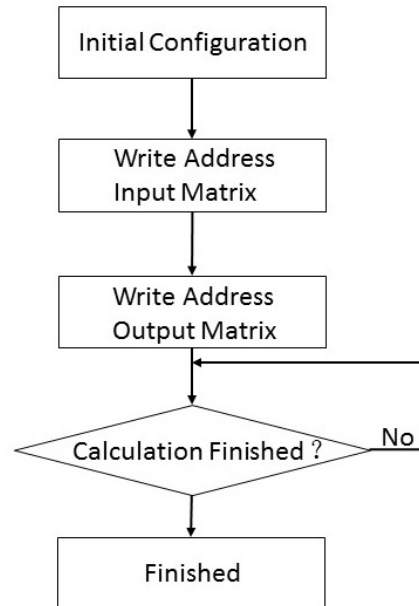 Initial Configuration
Write Address
Input Matrix
Write Address
Output Matrix
Calculation Finished？
No
Finished